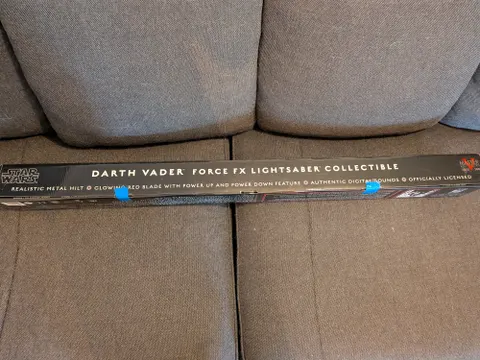 STAR
WARS
DARTH VADER FORCE FX LIGHTSABER COLLECTIBLE
REALISTIC METAL HILT ⚙ GLOWING RED BLADE WITH POWER UP AND POWER DOWN FEATURE ⚙ AUTHENTIC DIGITAL SOUNDS ⚙ OFFICIALLY LICENSED